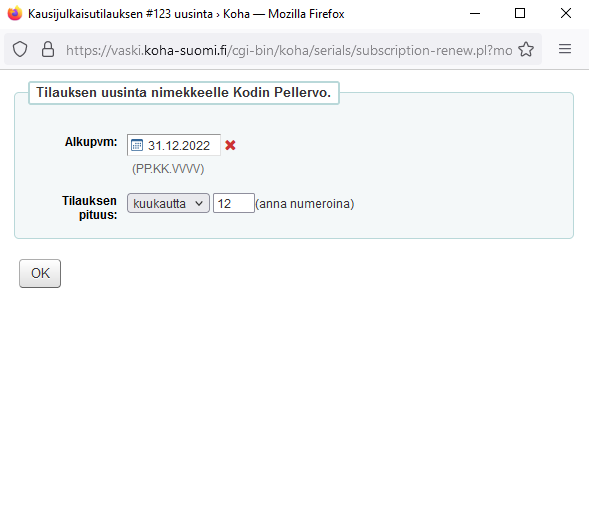 Kausijulkaisutilauksen #123 uusinta › Koha — Mozilla Firefox
https://vaski.koha-suomi.fi/cgi-bin/koha/serials/subscription-renew.pl?mo
Tilauksen uusinta nimekkeelle Kodin Pellervo.
Alkupvm: 31.12.2022
(PP.KK.VVVV)
Tilauksen pituus: kuukautta 12 (anna numeroina)
OK